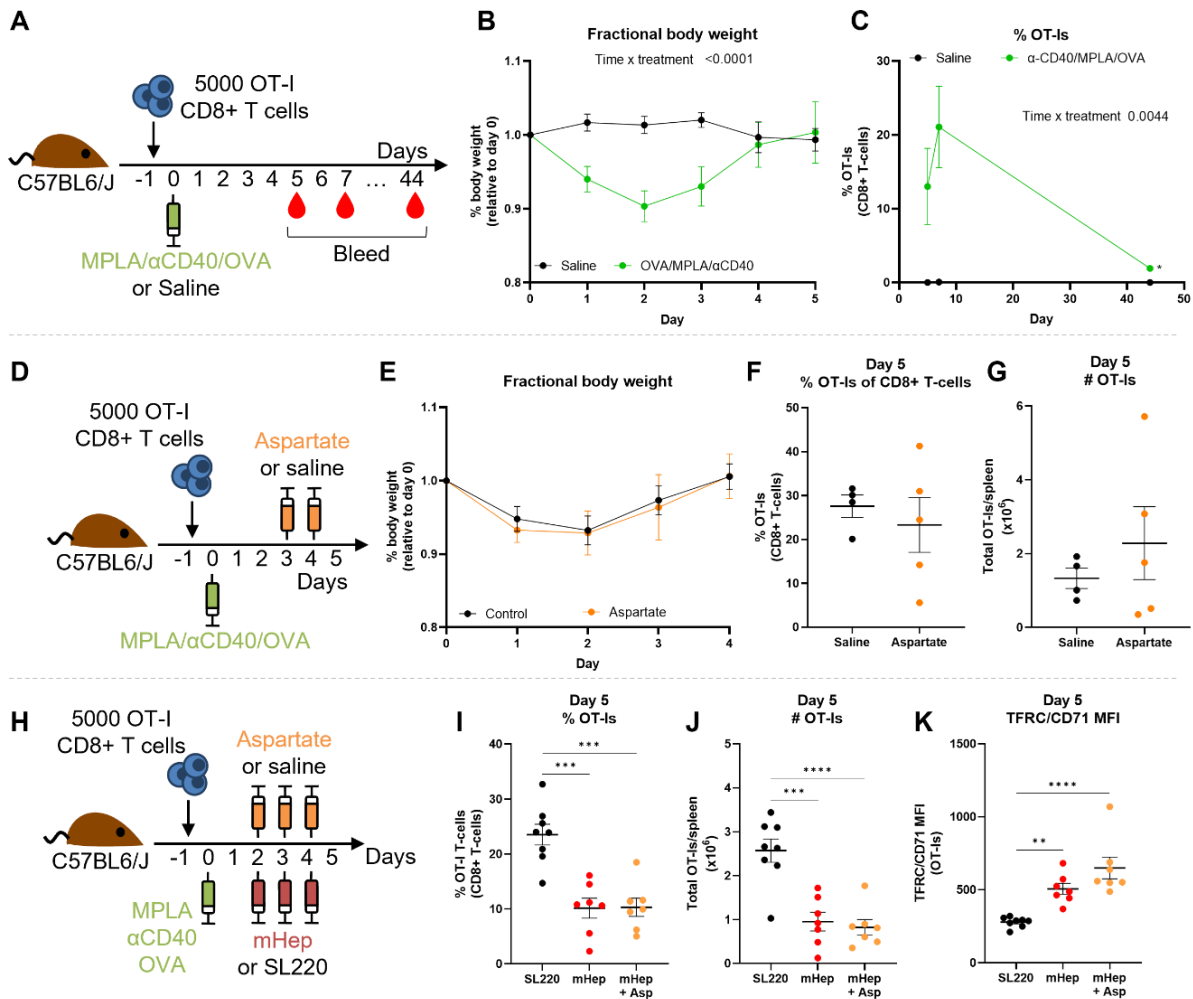 A
5000 OT-I
CD8+ T cells
Days
C57BL6/J
-1 0 1 2 3 4 5 6 7 ... 44
MPLA/αCD40/OVA
or Saline
Bleed
B
Fractional body weight
Time x treatment <0.0001
% body weight
(relative to day 0)
1.1
1.0
0.9
0.8
Saline
OVA/MPLA/αCD40
0 1 2 3 4 5
Day
C
% OT-Is
Saline
α-CD40/MPLA/OVA
Time x treatment 0.0044
% OT-Is
(CD8+ T-cells)
30
20
10
0
*
0 10 20 30 40 50
Day
D
5000 OT-I
CD8+ T cells
Aspartate
or saline
C57BL6/J
-1 0 1 2 3 4 5
Days
MPLA/αCD40/OVA
E
Fractional body weight
% body weight
(relative to day 0)
1.1
1.0
0.9
0.8
Control
Aspartate
0 1 2 3 4
Day
F
Day 5
% OT-Is of CD8+ T-cells
% OT-Is
(CD8+ T-cells)
50
40
30
20
10
0
Saline Aspartate
G
Day 5
# OT-Is
Total OT-Is/spleen
(x10⁶)
6
4
2
0
Saline Aspartate
H
5000 OT-I
CD8+ T cells
Aspartate
or saline
C57BL6/J
-1 0 1 2 3 4 5 Days
MPLA
αCD40
OVA
mHep
or SL220
I
Day 5
% OT-Is
% OT-I T-cells
(CD8+ T-cells)
40
30
20
10
0
***
***
SL220 mHep mHep
+ Asp
J
Day 5
# OT-Is
Total OT-Is/spleen
(x10⁶)
5
4
3
2
1
0
****
***
SL220 mHep mHep
+ Asp
K
Day 5
TFRC/CD71 MFI
TFRC/CD71 MFI
(OT-Is)
1500
1000
500
0
****
**
SL220 mHep mHep
+ Asp